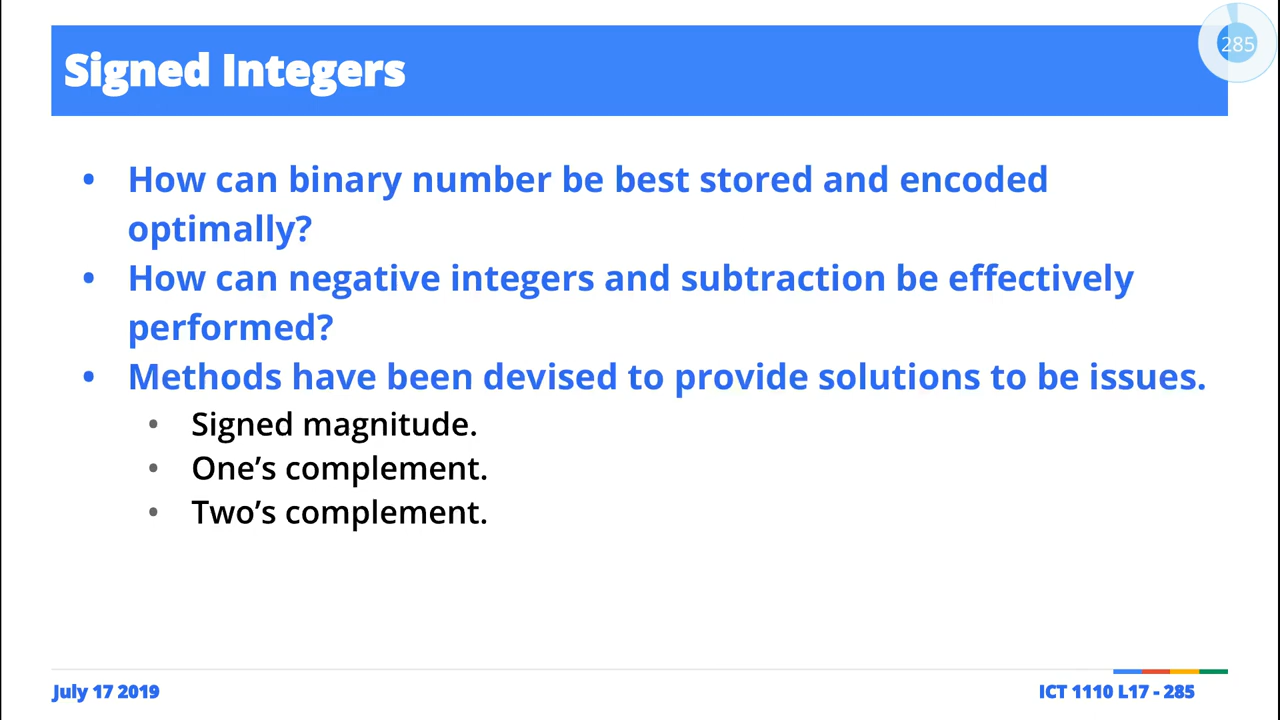 285
Signed Integers
• How can binary number be best stored and encoded
optimally?
• How can negative integers and subtraction be effectively
performed?
• Methods have been devised to provide solutions to be issues.
• Signed magnitude.
• One’s complement.
• Two’s complement.
July 17 2019
ICT 1110 L17 - 285